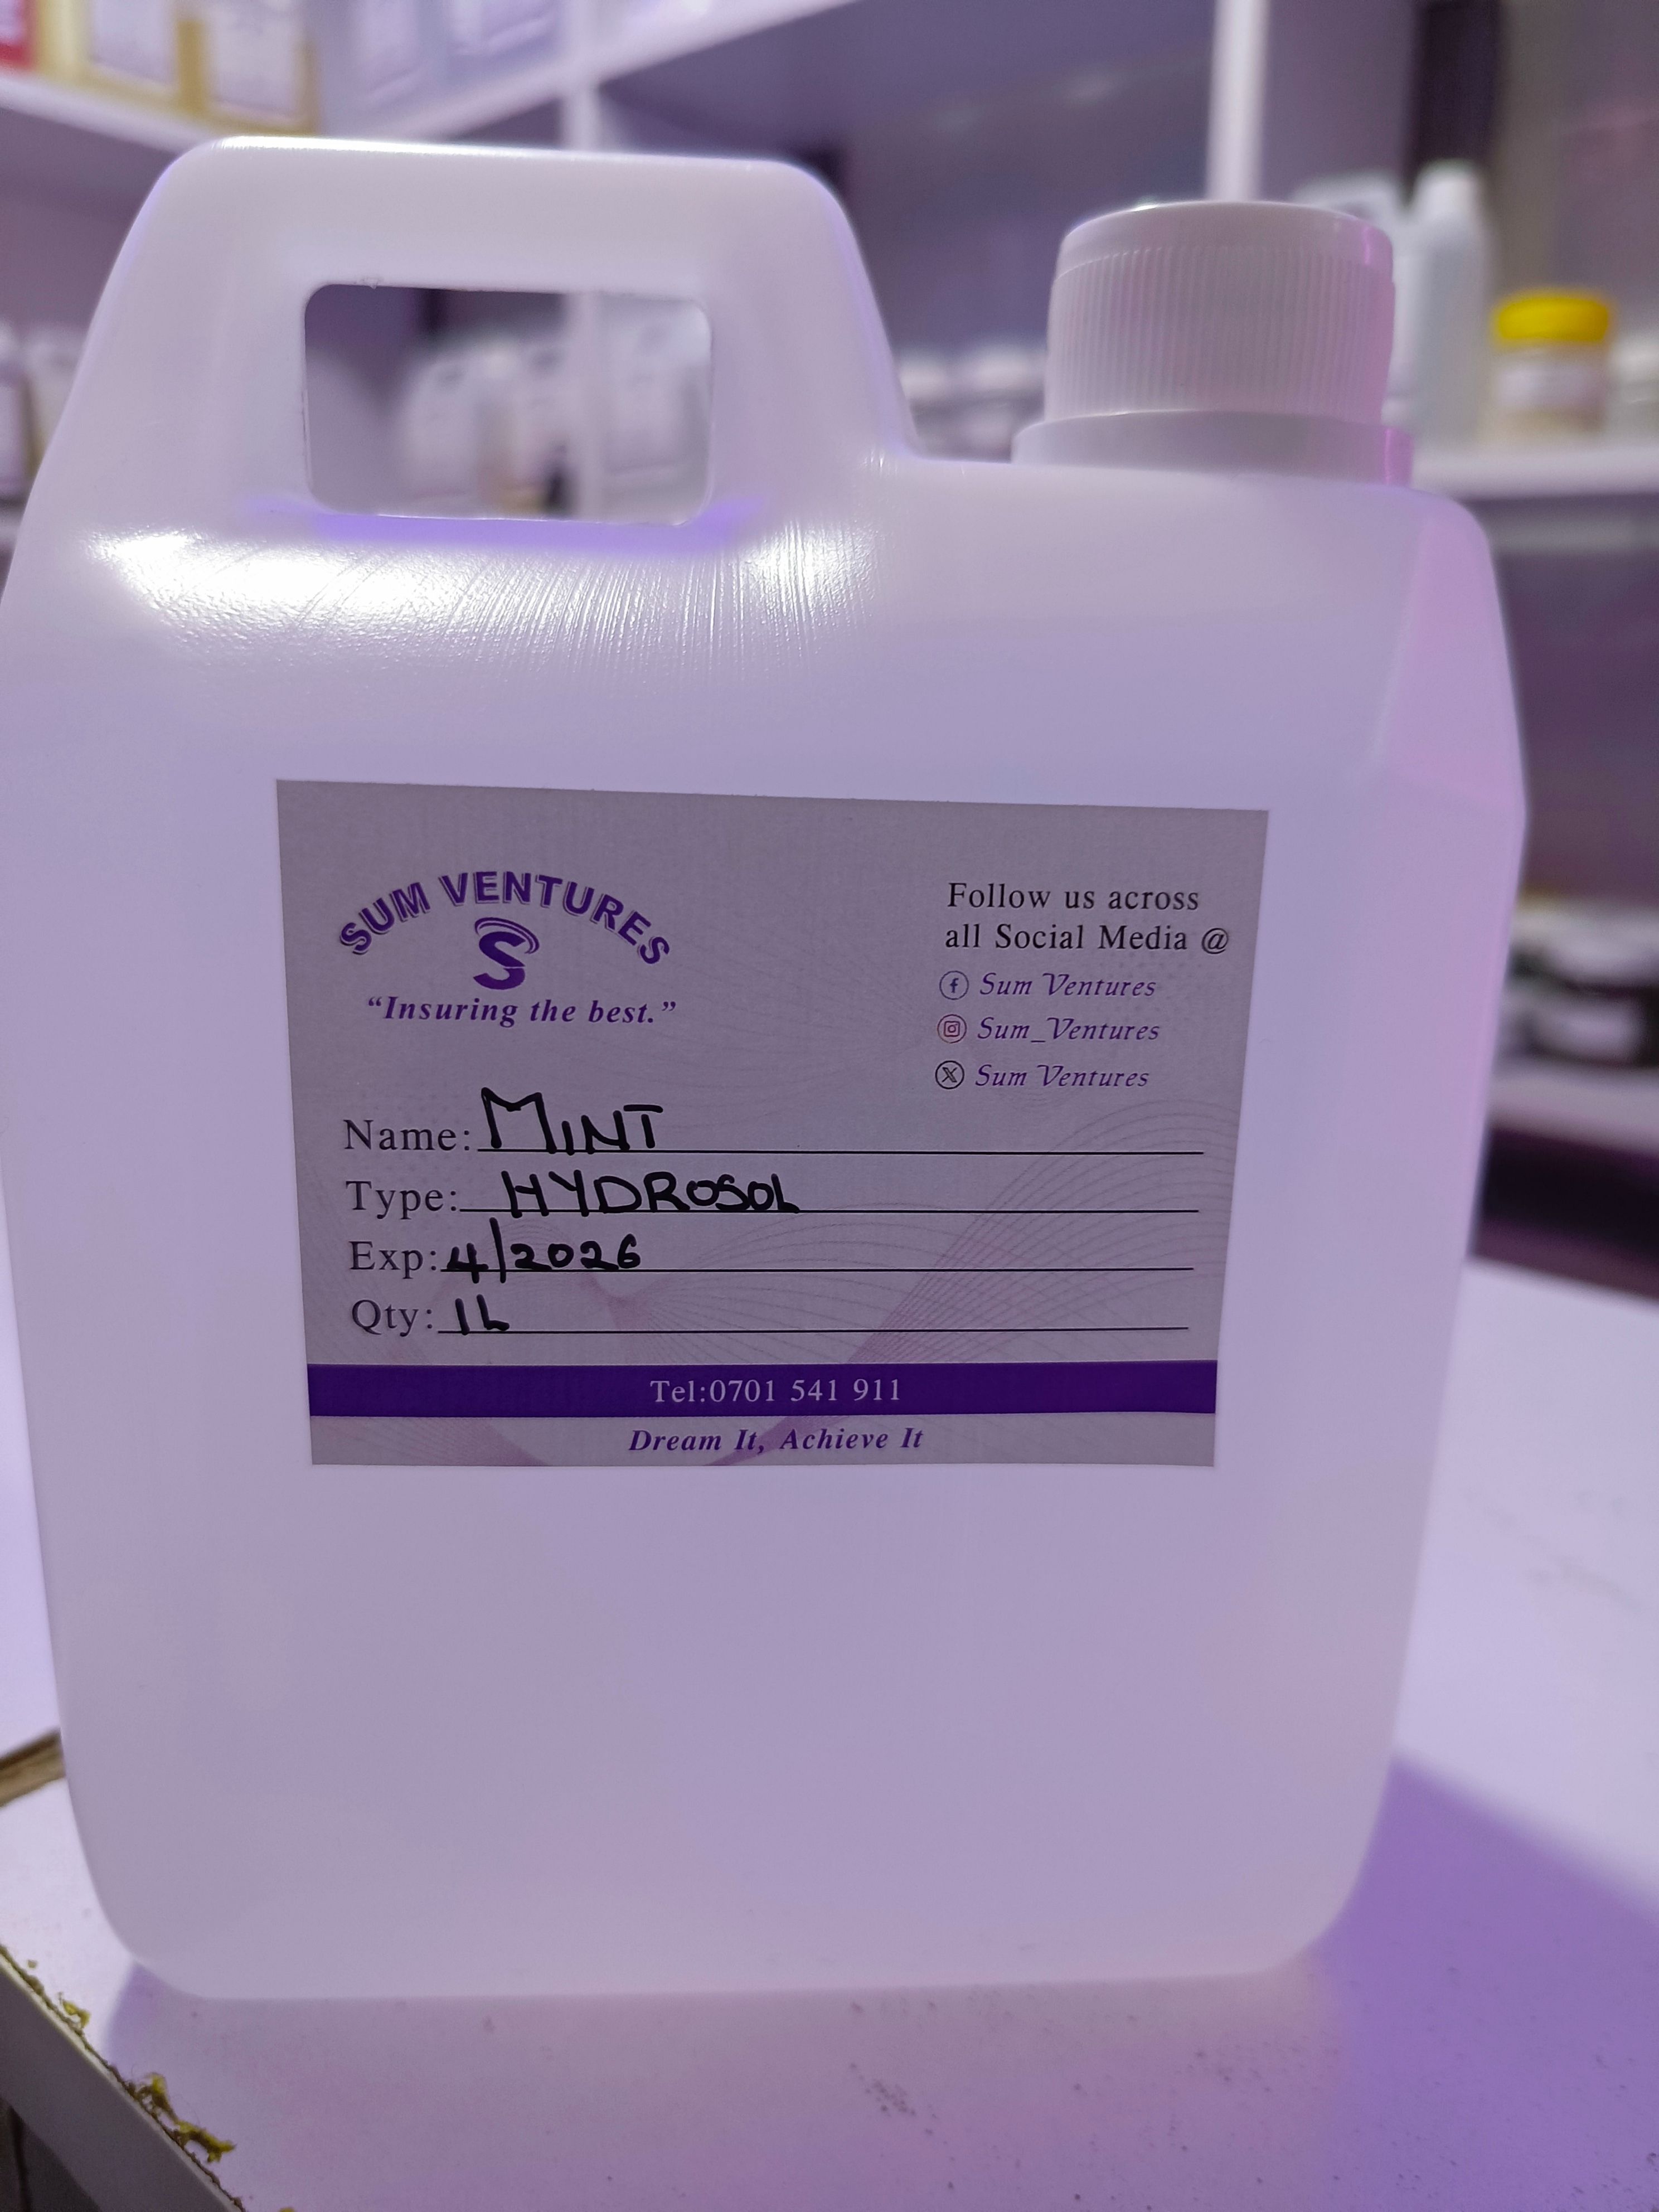 SUM VENTURES
S
“Insuring the best.”
Follow us across
all Social Media @
Sum Ventures
Sum_Ventures
Sum Ventures
Name: MINT
Type: HYDROSOL
Exp: 4/2026
Qty: 1L
Tel:0701 541 911
Dream It, Achieve It